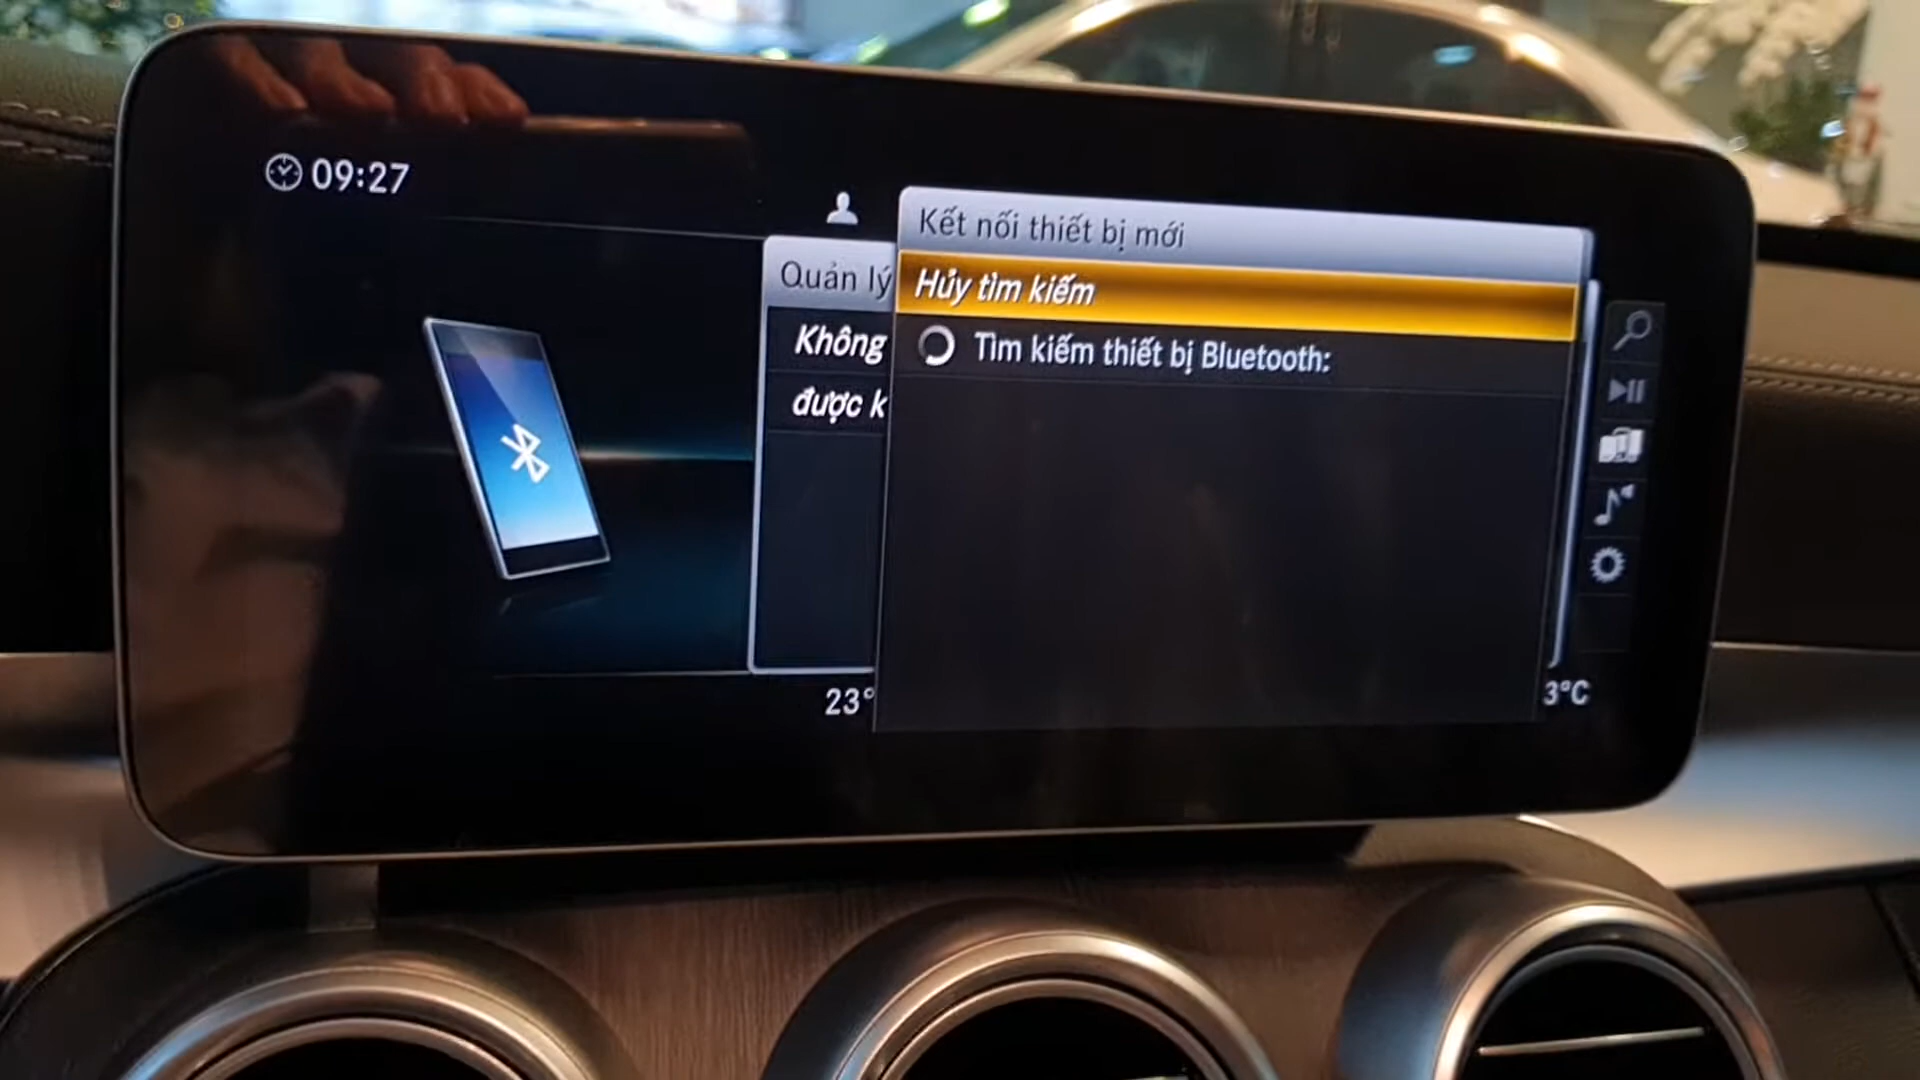 09:27
Kết nối thiết bị mới
Quản lý
Hủy tìm kiếm
Không
Tìm kiếm thiết bị Bluetooth:
được k
23°
3°C